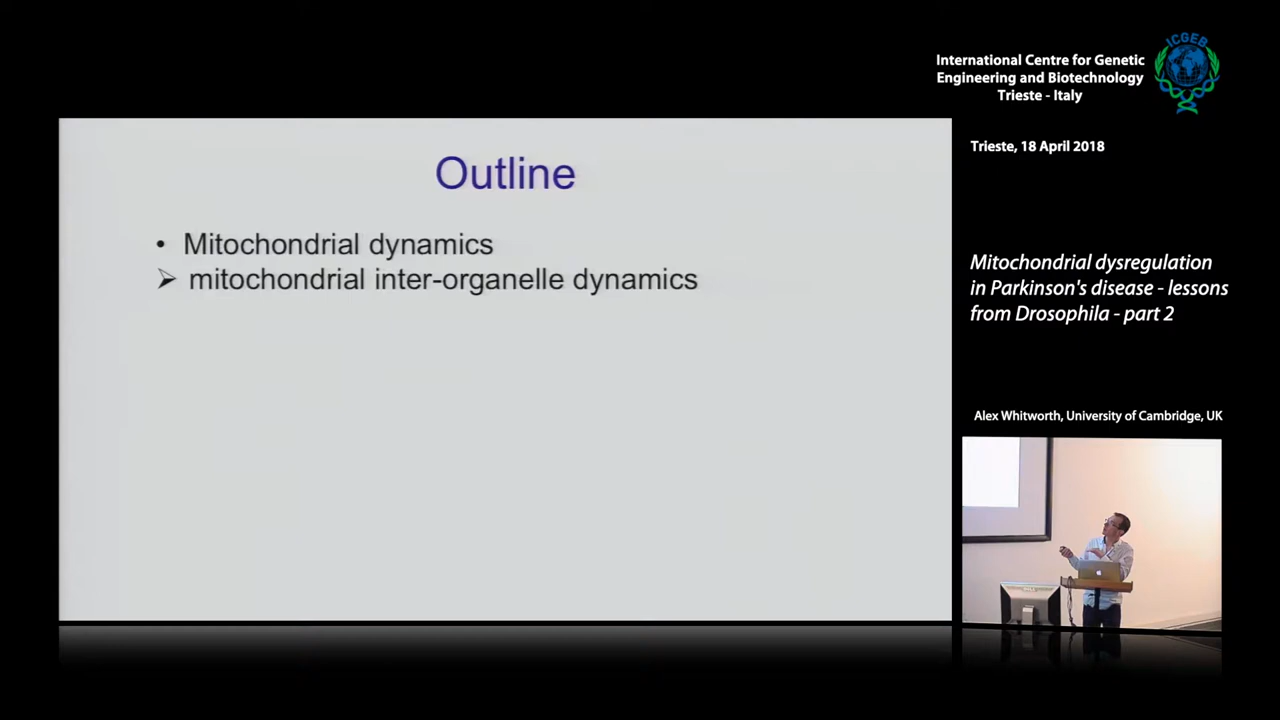 International Centre for Genetic
Engineering and Biotechnology
Trieste - Italy
ICGEB
Trieste, 18 April 2018
Outline
• Mitochondrial dynamics
➢ mitochondrial inter-organelle dynamics
Mitochondrial dysregulation
in Parkinson's disease - lessons
from Drosophila - part 2
Alex Whitworth, University of Cambridge, UK